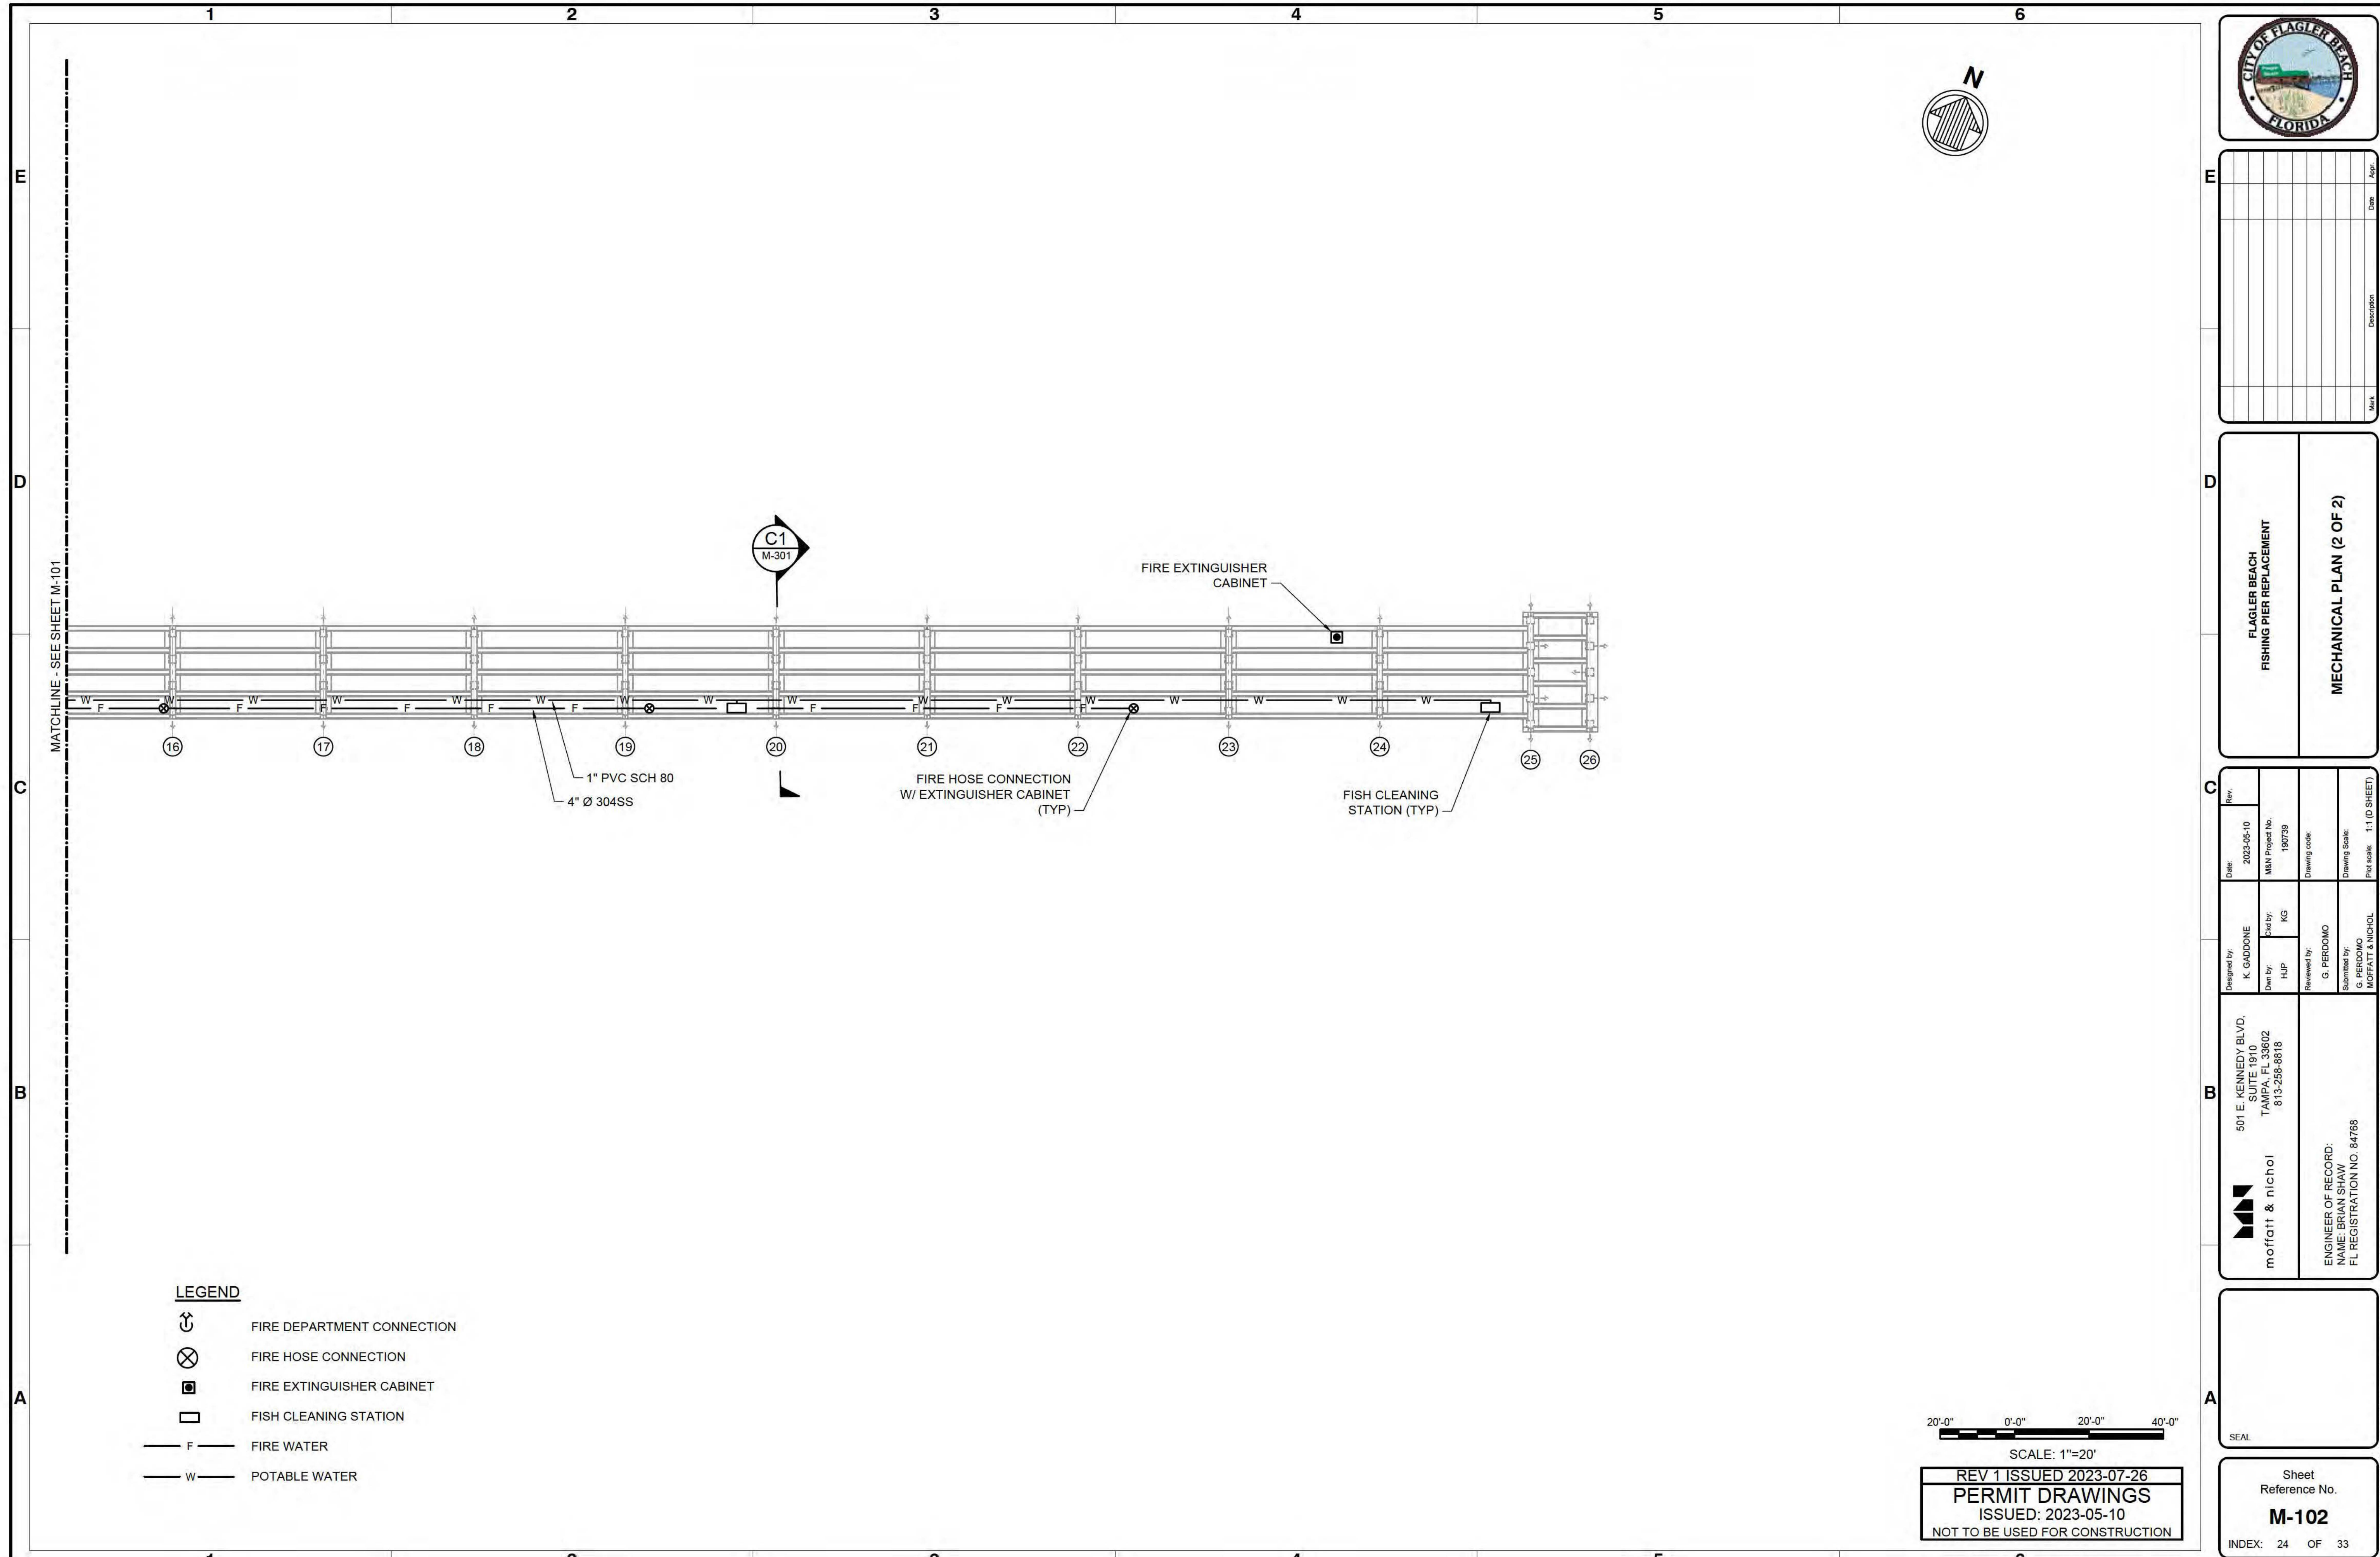 1 2 3 4 5 6
CITY OF FLAGLER BEACH
FLORIDA
N
E
E
D
D
C
C
B
B
A
A
MATCHLINE - SEE SHEET M-101
C1
M-301
FIRE EXTINGUISHER
CABINET
W W W W W W W W W W W W W W W W W
F F F F F F F F F F
16 17 18 19 20 21 22 23 24 25 26
1" PVC SCH 80
4" Ø 304SS
FIRE HOSE CONNECTION
W/ EXTINGUISHER CABINET
(TYP)
FISH CLEANING
STATION (TYP)
LEGEND
FIRE DEPARTMENT CONNECTION
FIRE HOSE CONNECTION
FIRE EXTINGUISHER CABINET
FISH CLEANING STATION
F FIRE WATER
W POTABLE WATER
20'-0" 0'-0" 20'-0" 40'-0"
SCALE: 1"=20'
REV 1 ISSUED 2023-07-26
PERMIT DRAWINGS
ISSUED: 2023-05-10
NOT TO BE USED FOR CONSTRUCTION
Mark Description Date Appr.
FLAGLER BEACH
FISHING PIER REPLACEMENT
MECHANICAL PLAN (2 OF 2)
Designed by:
K. GADDONE
Date:
2023-05-10
Rev.
Dwn by:
HJP
Ckd by:
KG
M&N Project No.
190739
Reviewed by:
G. PERDOMO
Drawing code:
Submitted by:
G. PERDOMO
MOFFATT & NICHOL
Drawing Scale:
Plot scale: 1:1 (D SHEET)
moffatt & nichol
501 E. KENNEDY BLVD,
SUITE 1910
TAMPA, FL 33602
813-258-8818
ENGINEER OF RECORD:
NAME: BRIAN SHAW
FL REGISTRATION NO. 84768
SEAL
Sheet
Reference No.
M-102
INDEX: 24 OF 33